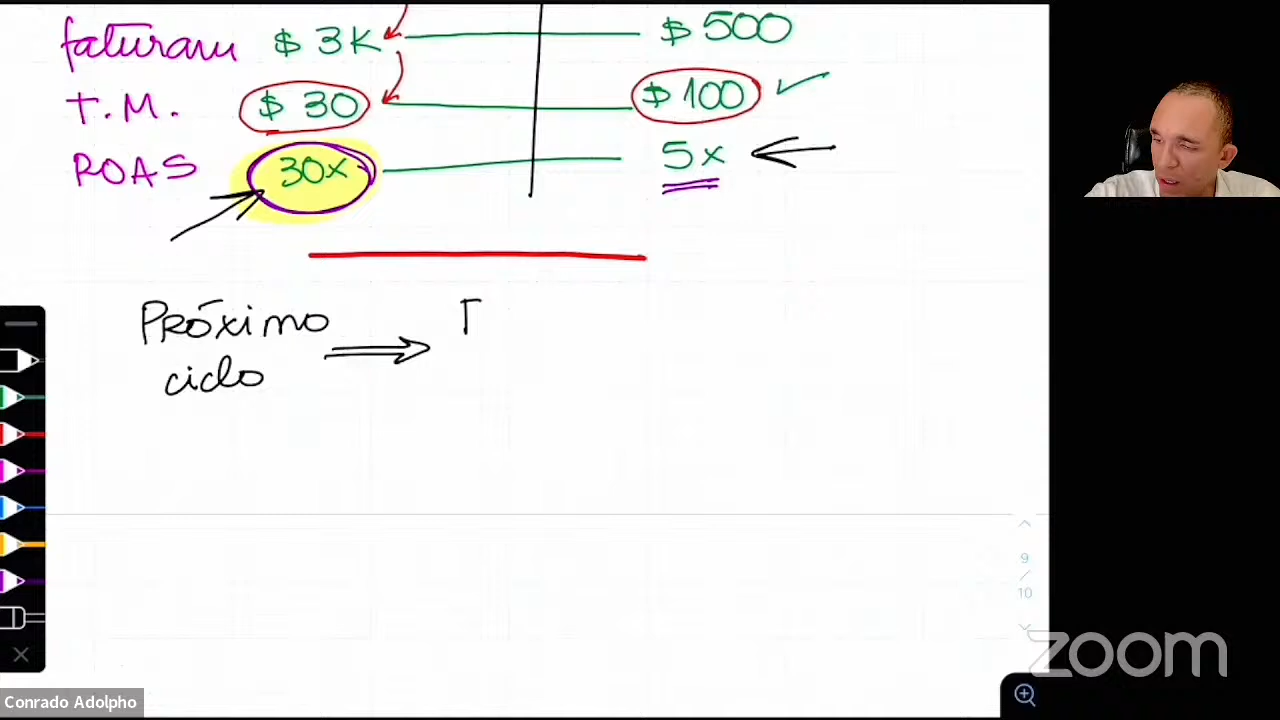 faturam $ 3K $ 500
T.M. $ 30 $ 100
ROAS 30x 5x
Próximo
ciclo
9
/
10
zoom
Conrado Adolpho